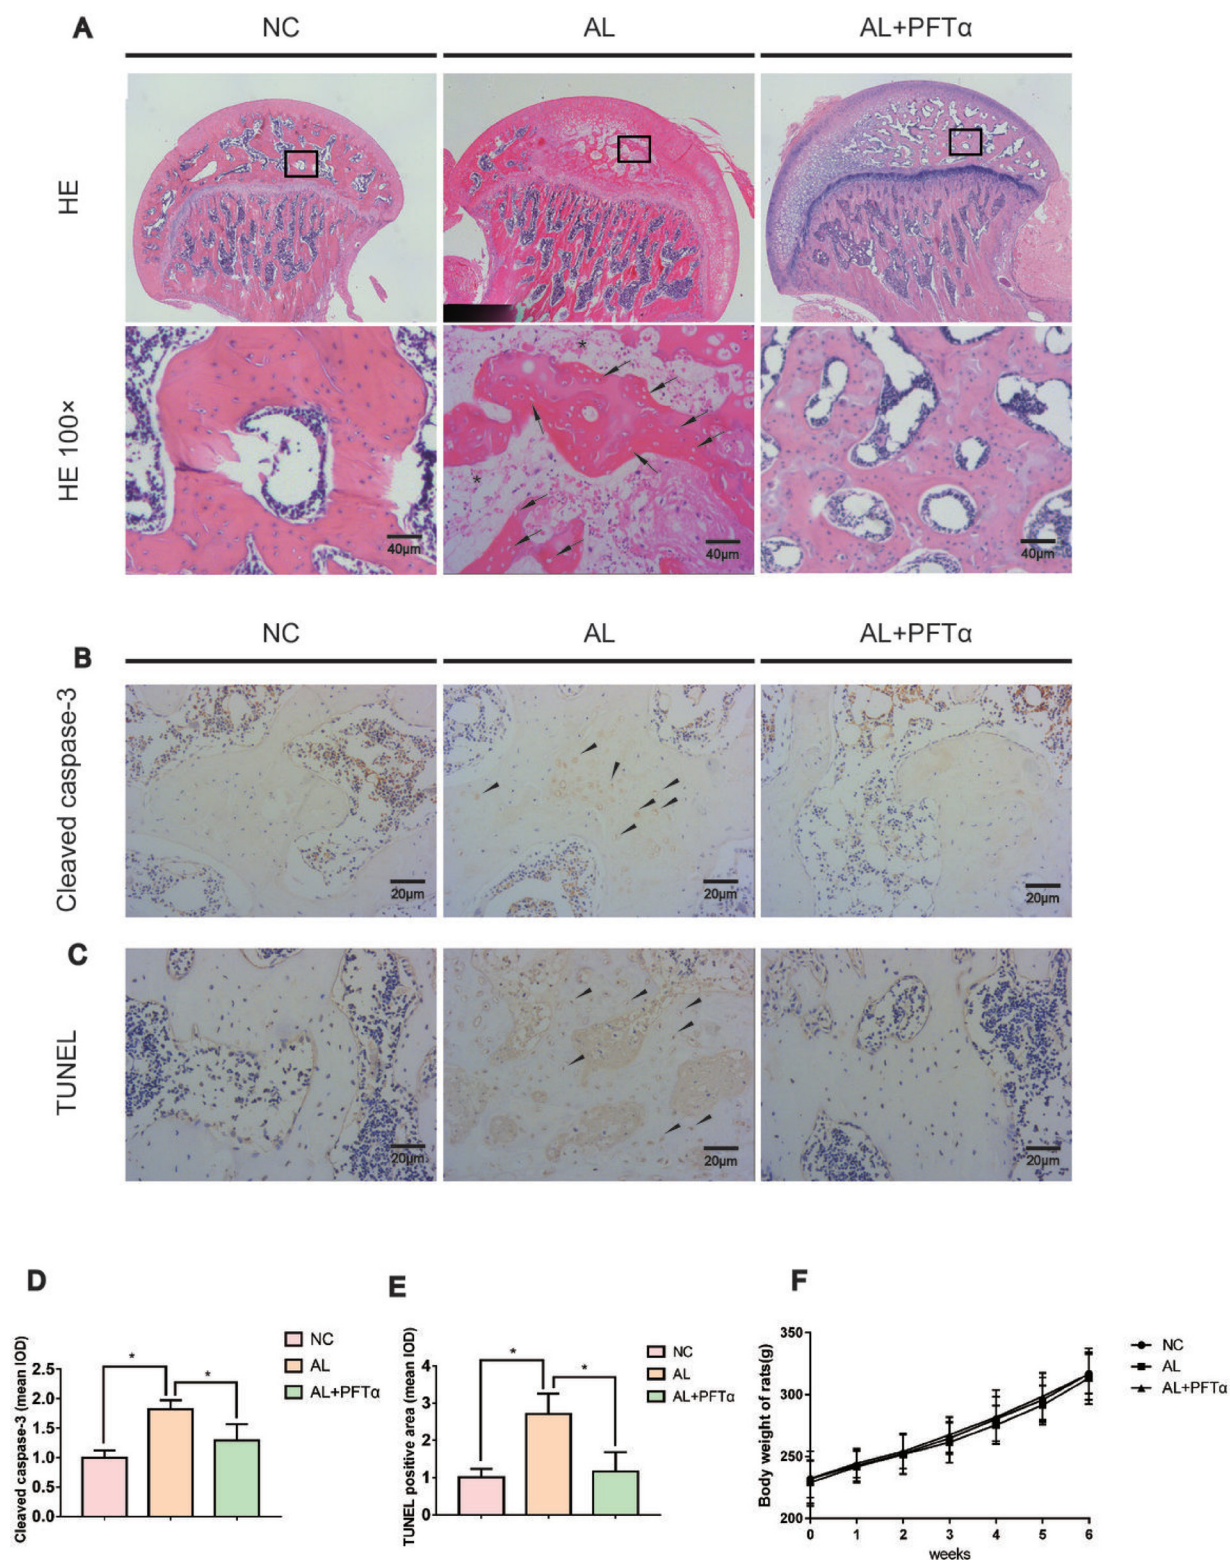 A
NC
AL
AL+PFTα
HE
HE 100×
*
*
40μm
40μm
40μm
NC
AL
AL+PFTα
B
Cleaved caspase-3
20μm
20μm
20μm
C
TUNEL
20μm
20μm
20μm
D
Cleaved caspase-3 (mean IOD)
2.5
2.0
1.5
1.0
0.5
0.0
*
*
NC
AL
AL+PFTα
E
TUNEL positive area (mean IOD)
4
3
2
1
0
*
*
NC
AL
AL+PFTα
F
Body weight of rats(g)
350
300
250
200
0 1 2 3 4 5 6
weeks
NC
AL
AL+PFTα